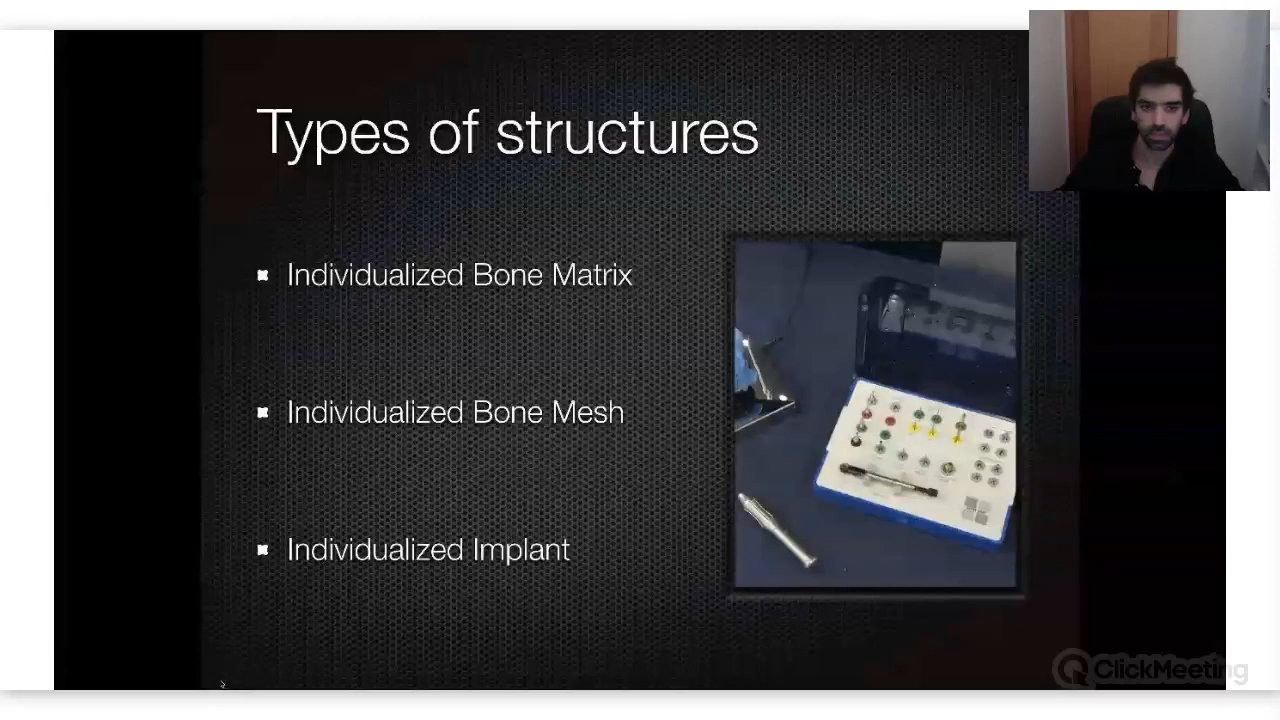 Types of structures
Individualized Bone Matrix
Individualized Bone Mesh
Individualized Implant
ClickMeeting